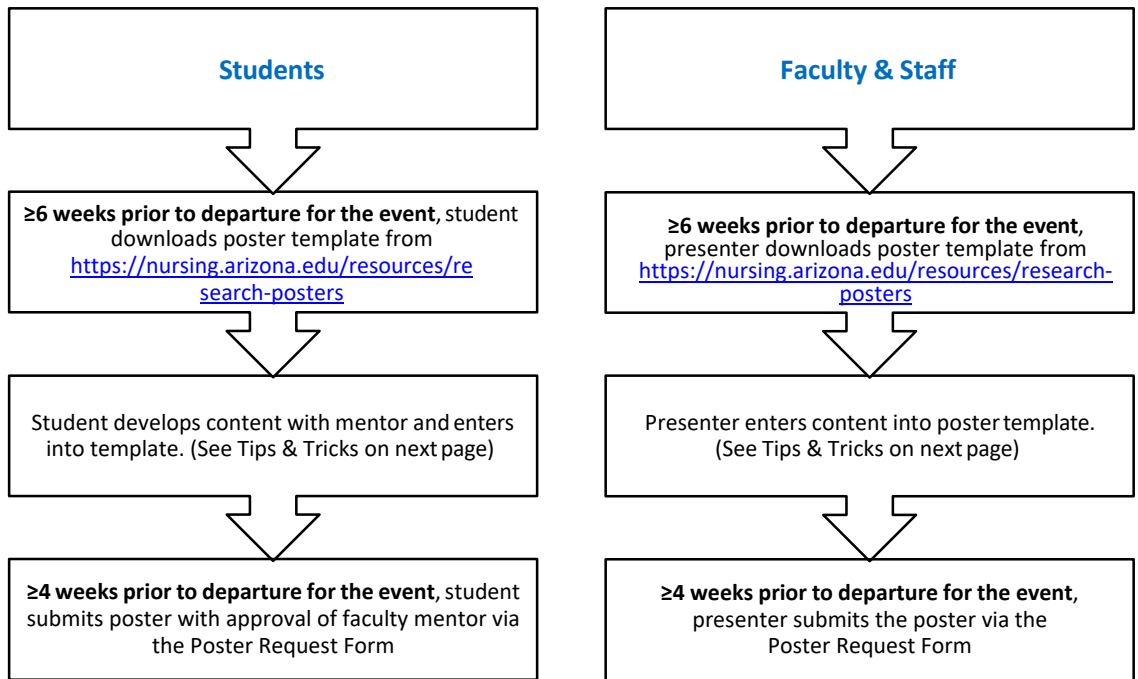 Students
≥6 weeks prior to departure for the event, student
downloads poster template from
https://nursing.arizona.edu/resources/re
search-posters
Student develops content with mentor and enters
into template. (See Tips & Tricks on next page)
≥4 weeks prior to departure for the event, student
submits poster with approval of faculty mentor via
the Poster Request Form
Faculty & Staff
≥6 weeks prior to departure for the event,
presenter downloads poster template from
https://nursing.arizona.edu/resources/research-
posters
Presenter enters content into poster template.
(See Tips & Tricks on next page)
≥4 weeks prior to departure for the event,
presenter submits the poster via the
Poster Request Form